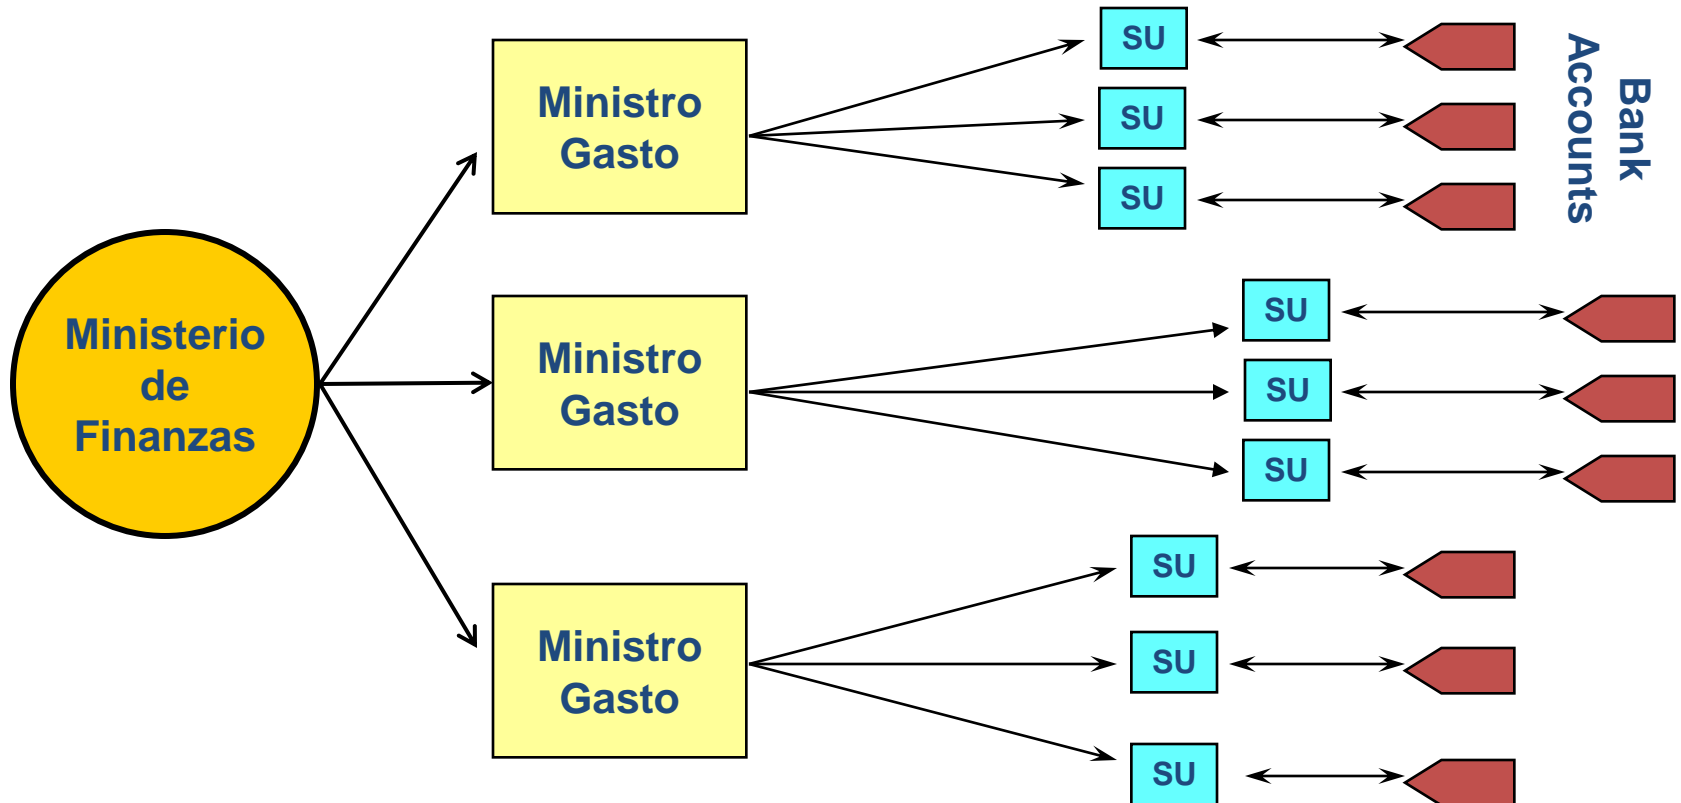 Ministerio
de
Finanzas
Ministro
Gasto
SU
SU
SU
Bank
Accounts
Ministro
Gasto
SU
SU
SU
Ministro
Gasto
SU
SU
SU